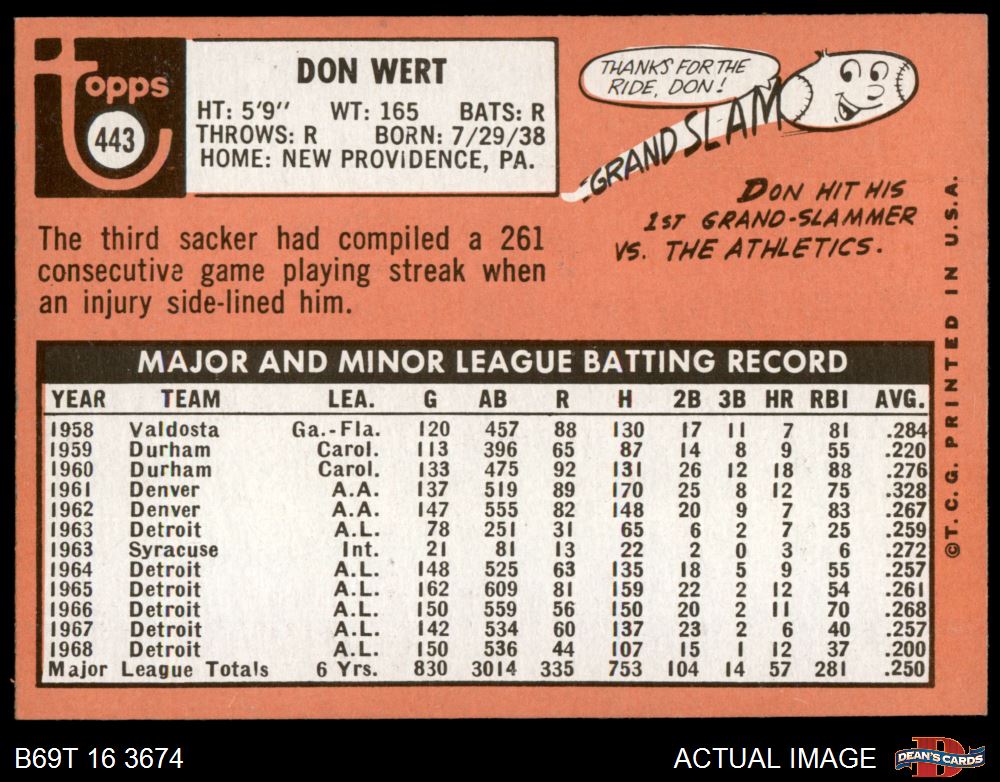 topps
443
DON WERT
HT: 5'9" WT: 165 BATS: R
THROWS: R BORN: 7/29/38
HOME: NEW PROVIDENCE, PA.
THANKS FOR THE
RIDE, DON!
GRAND SLAM
DON HIT HIS
1ST GRAND-SLAMMER
VS. THE ATHLETICS.
The third sacker had compiled a 261
consecutive game playing streak when
an injury side-lined him.
MAJOR AND MINOR LEAGUE BATTING RECORD
YEAR TEAM LEA. G AB R H 2B 3B HR RBI AVG.
1958 Valdosta Ga.-Fla. 120 457 88 130 17 11 7 81 .284
1959 Durham Carol. 113 396 65 87 14 8 9 55 .220
1960 Durham Carol. 133 475 92 131 26 12 18 88 .276
1961 Denver A.A. 137 519 89 170 25 8 12 75 .328
1962 Denver A.A. 147 555 82 148 20 9 7 83 .267
1963 Detroit A.L. 78 251 31 65 6 2 7 25 .259
1963 Syracuse Int. 21 81 13 22 2 0 3 6 .272
1964 Detroit A.L. 148 525 63 135 18 5 9 55 .257
1965 Detroit A.L. 162 609 81 159 22 2 12 54 .261
1966 Detroit A.L. 150 559 56 150 20 2 11 70 .268
1967 Detroit A.L. 142 534 60 137 23 2 6 40 .257
1968 Detroit A.L. 150 536 44 107 15 1 12 37 .200
Major League Totals 6 Yrs. 830 3014 335 753 104 14 57 281 .250
©T.C.G. PRINTED IN U.S.A.
B69T 16 3674
ACTUAL IMAGE
DEAN'S CARDS